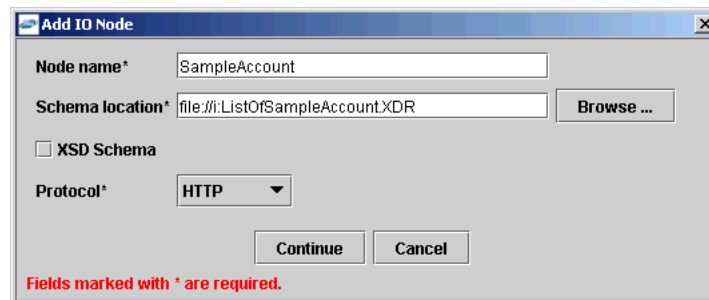 Add IO Node
Node name* SampleAccount
Schema location* file://i:ListOfSampleAccount.XDR Browse ...
XSD Schema
Protocol* HTTP
Continue Cancel
Fields marked with * are required.